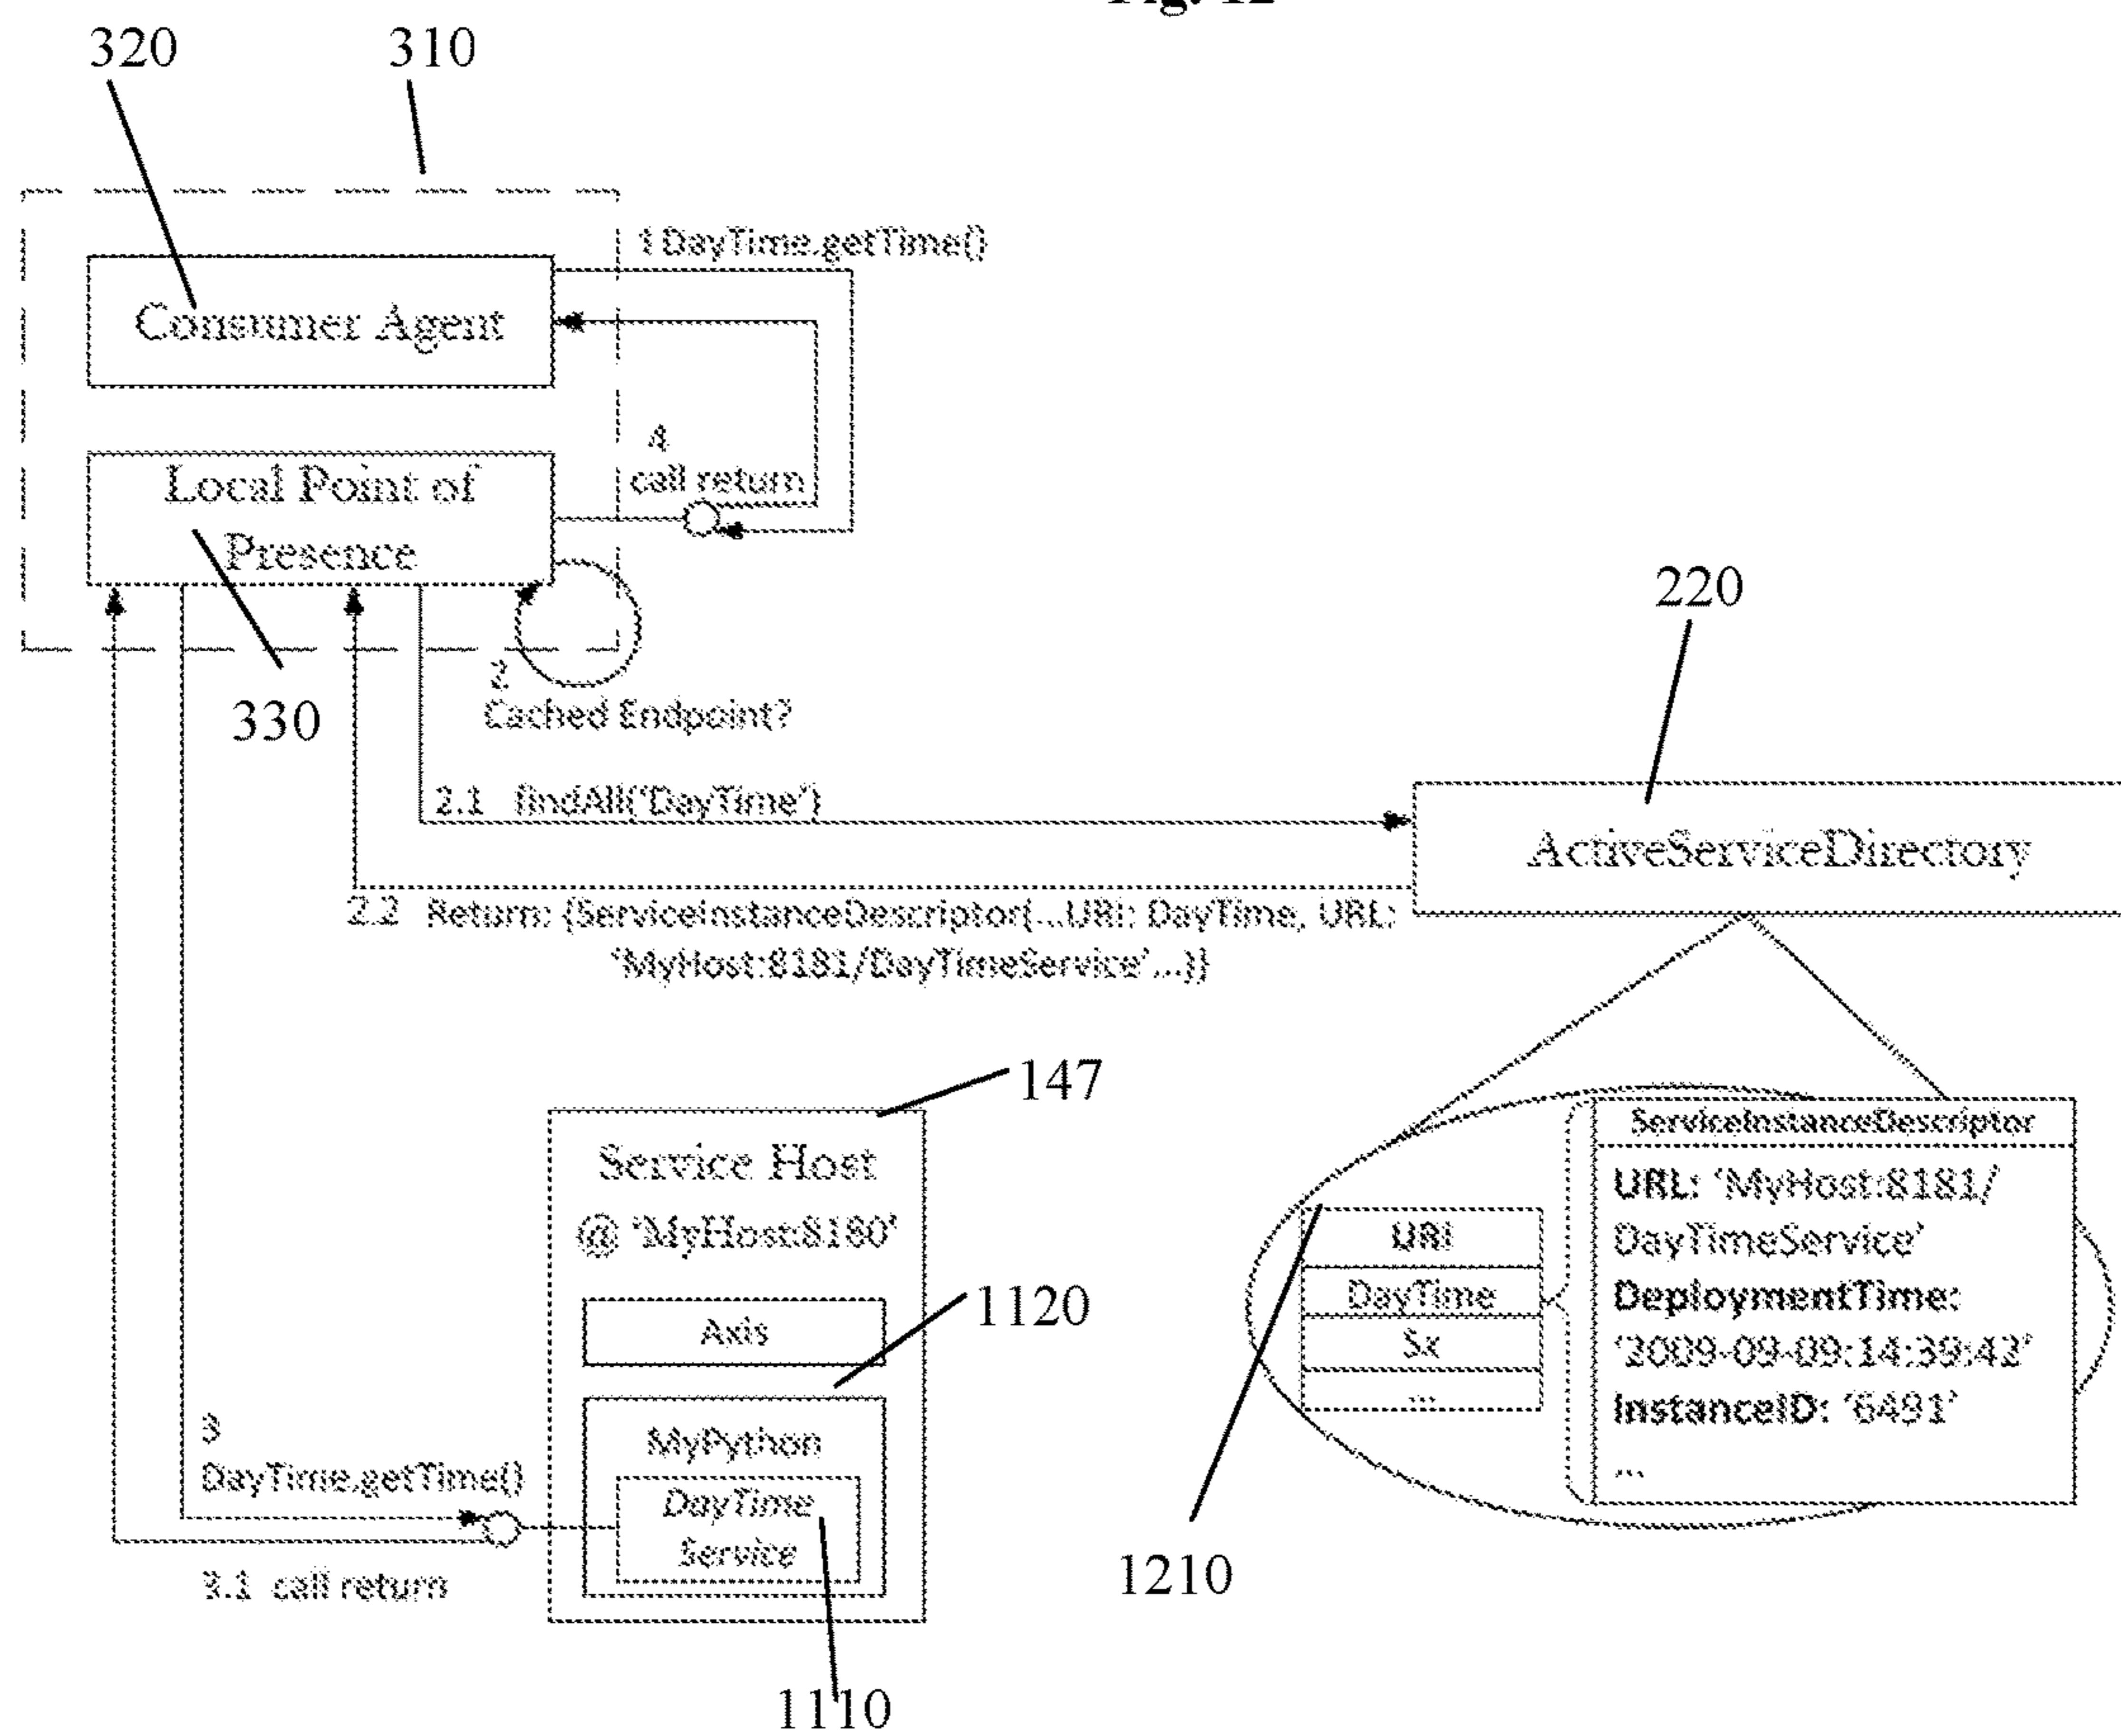 Fig. 12
320
310
1 DayTime.getTime()
Consumer Agent
4
call return
Local Point of
Presence
2
Cached Endpoint?
330
220
2.1 findAll('DayTime')
ActiveServiceDirectory
2.2 Return: {ServiceInstanceDescriptor{...URI: DayTime, URL:
'MyHost:8181/DayTimeService'...}}
147
Service Host
@ 'MyHost:8180'
1120
Axis
MyPython
DayTime
Service
3
DayTime.getTime()
3.1 call return
1110
ServiceInstanceDescriptor
URL: 'MyHost:8181/
DayTimeService'
DeploymentTime:
'2009-09-09:14:39:42'
InstanceID: '6491'
...
URI
DayTime
Sx
...
1210